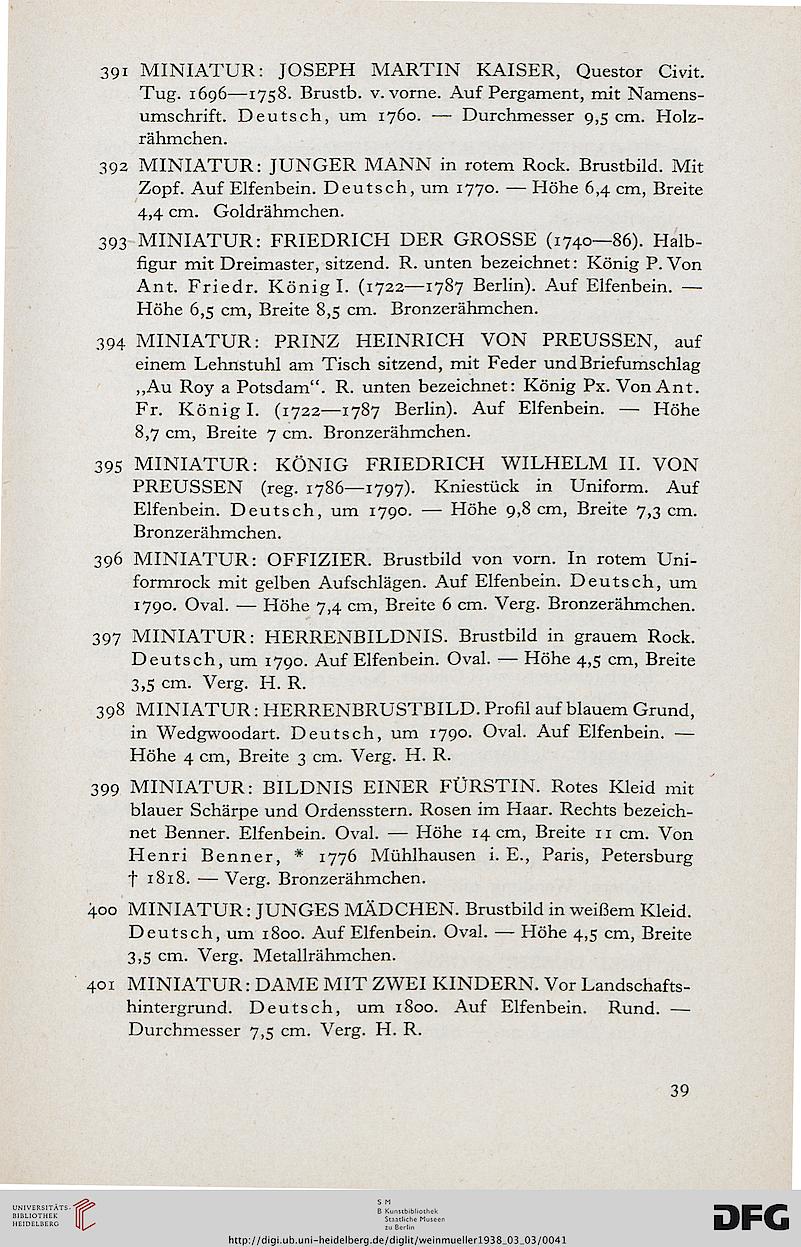 391 MINIATUR: JOSEPH MARTIN KAISER, Questor Civit.
Tug. 1696—1758. Brustb. v. vorne. Auf Pergament, mit Namens-
umschrift. Deutsch, um 1760. — Durchmesser 9,5 cm. Holz-
rähmchen.
392 MINIATUR: JUNGER MANN in rotem Rock. Brustbild. Mit
Zopf. Auf Elfenbein. Deutsch, um 1770. — Höhe 6,4 cm, Breite
4,4 cm. Goldrähmchen.
393 MINIATUR: FRIEDRICH DER GROSSE (1740—86). Halb-
figur mit Dreimaster, sitzend. R. unten bezeichnet: König P. Von
Ant. Friedr. König I. (1722—1787 Berlin). Auf Elfenbein. —
Höhe 6,5 cm, Breite 8,5 cm. Bronzerähmchen.
394 MINIATUR: PRINZ HEINRICH VON PREUSSEN, auf
einem Lehnstuhl am Tisch sitzend, mit Feder und Briefumschlag
„Au Roy a Potsdam“. R. unten bezeichnet: König Px. Von Ant.
Fr. König I. (1722—1787 Berlin). Auf Elfenbein. — Höhe
8,7 cm, Breite 7 cm. Bronzerähmchen.
395 MINIATUR: KÖNIG FRIEDRICH WILHELM II. VON
PREUSSEN (reg. 1786—1797). Kniestück in Uniform. Auf
Elfenbein. Deutsch, um 1790. — Höhe 9,8 cm, Breite 7,3 cm.
Bronzerähmchen.
396 MINIATUR: OFFIZIER. Brustbild von vorn. In rotem Uni-
formrock mit gelben Aufschlägen. Auf Elfenbein. Deutsch, um
1790. Oval. — Höhe 7,4 cm, Breite 6 cm. Verg. Bronzerähmchen.
397 MINIATUR: HERRENBILDNIS. Brustbild in grauem Rock.
Deutsch, um 1790. Auf Elfenbein. Oval. — Höhe 4,5 cm, Breite
3,5 cm. Verg. H. R.
398 MINIATUR: HERRENBRUSTBILD. Profil auf blauem Grund,
in Wedgwoodart. Deutsch, um 1790. Oval. Auf Elfenbein. —
Höhe 4 cm, Breite 3 cm. Verg. H. R.
399 MINIATUR: BILDNIS EINER FÜRSTIN. Rotes Kleid mit
blauer Schärpe und Ordensstern. Rosen im Haar. Rechts bezeich-
net Benner. Elfenbein. Oval. — Höhe 14 cm, Breite 11 cm. Von
Henri Benner, * 1776 Mühlhausen i. E., Paris, Petersburg
† 1818. — Verg. Bronzerähmchen.
400 MINIATUR: JUNGES MÄDCHEN. Brustbild in weißem Kleid.
Deutsch, um 1800. Auf Elfenbein. Oval. — Höhe 4,5 cm, Breite
3,5 cm. Verg. Metallrähmchen.
401 MINIATUR: DAME MIT ZWEI KINDERN. Vor Landschafts-
hintergrund. Deutsch, um 1800. Auf Elfenbein. Rund. —
Durchmesser 7,5 cm. Verg. H. R.
39
UNIVERSITÄTS-
BIBLIOTHEK
HEIDELBERG
S M
B Kunstbibliothek
Staatliche Museen
zu Berlin
DFG
http://digi.ub.uni-heidelberg.de/diglit/weinmueller1938_03_03/0041